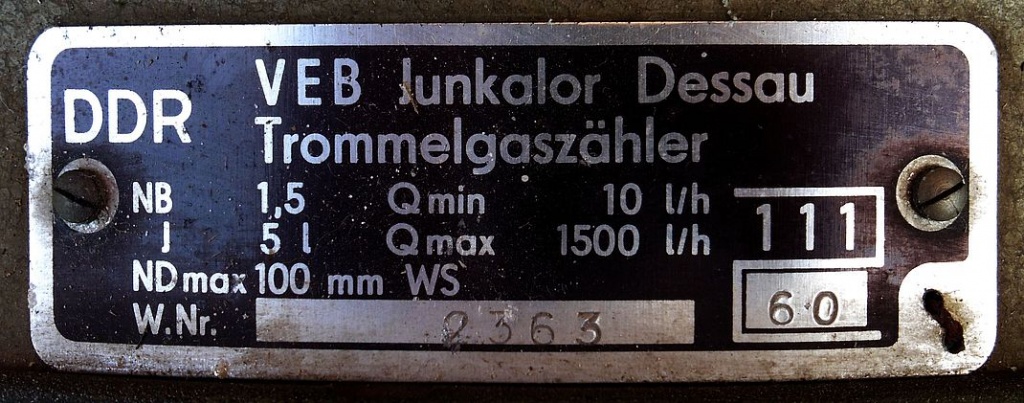 DDR
VEB Junkalor Dessau
Trommelgaszähler
NB 1,5 Q min 10 l/h
J 5 l Q max 1500 l/h
ND max 100 mm WS
W.Nr. 2363
111
60